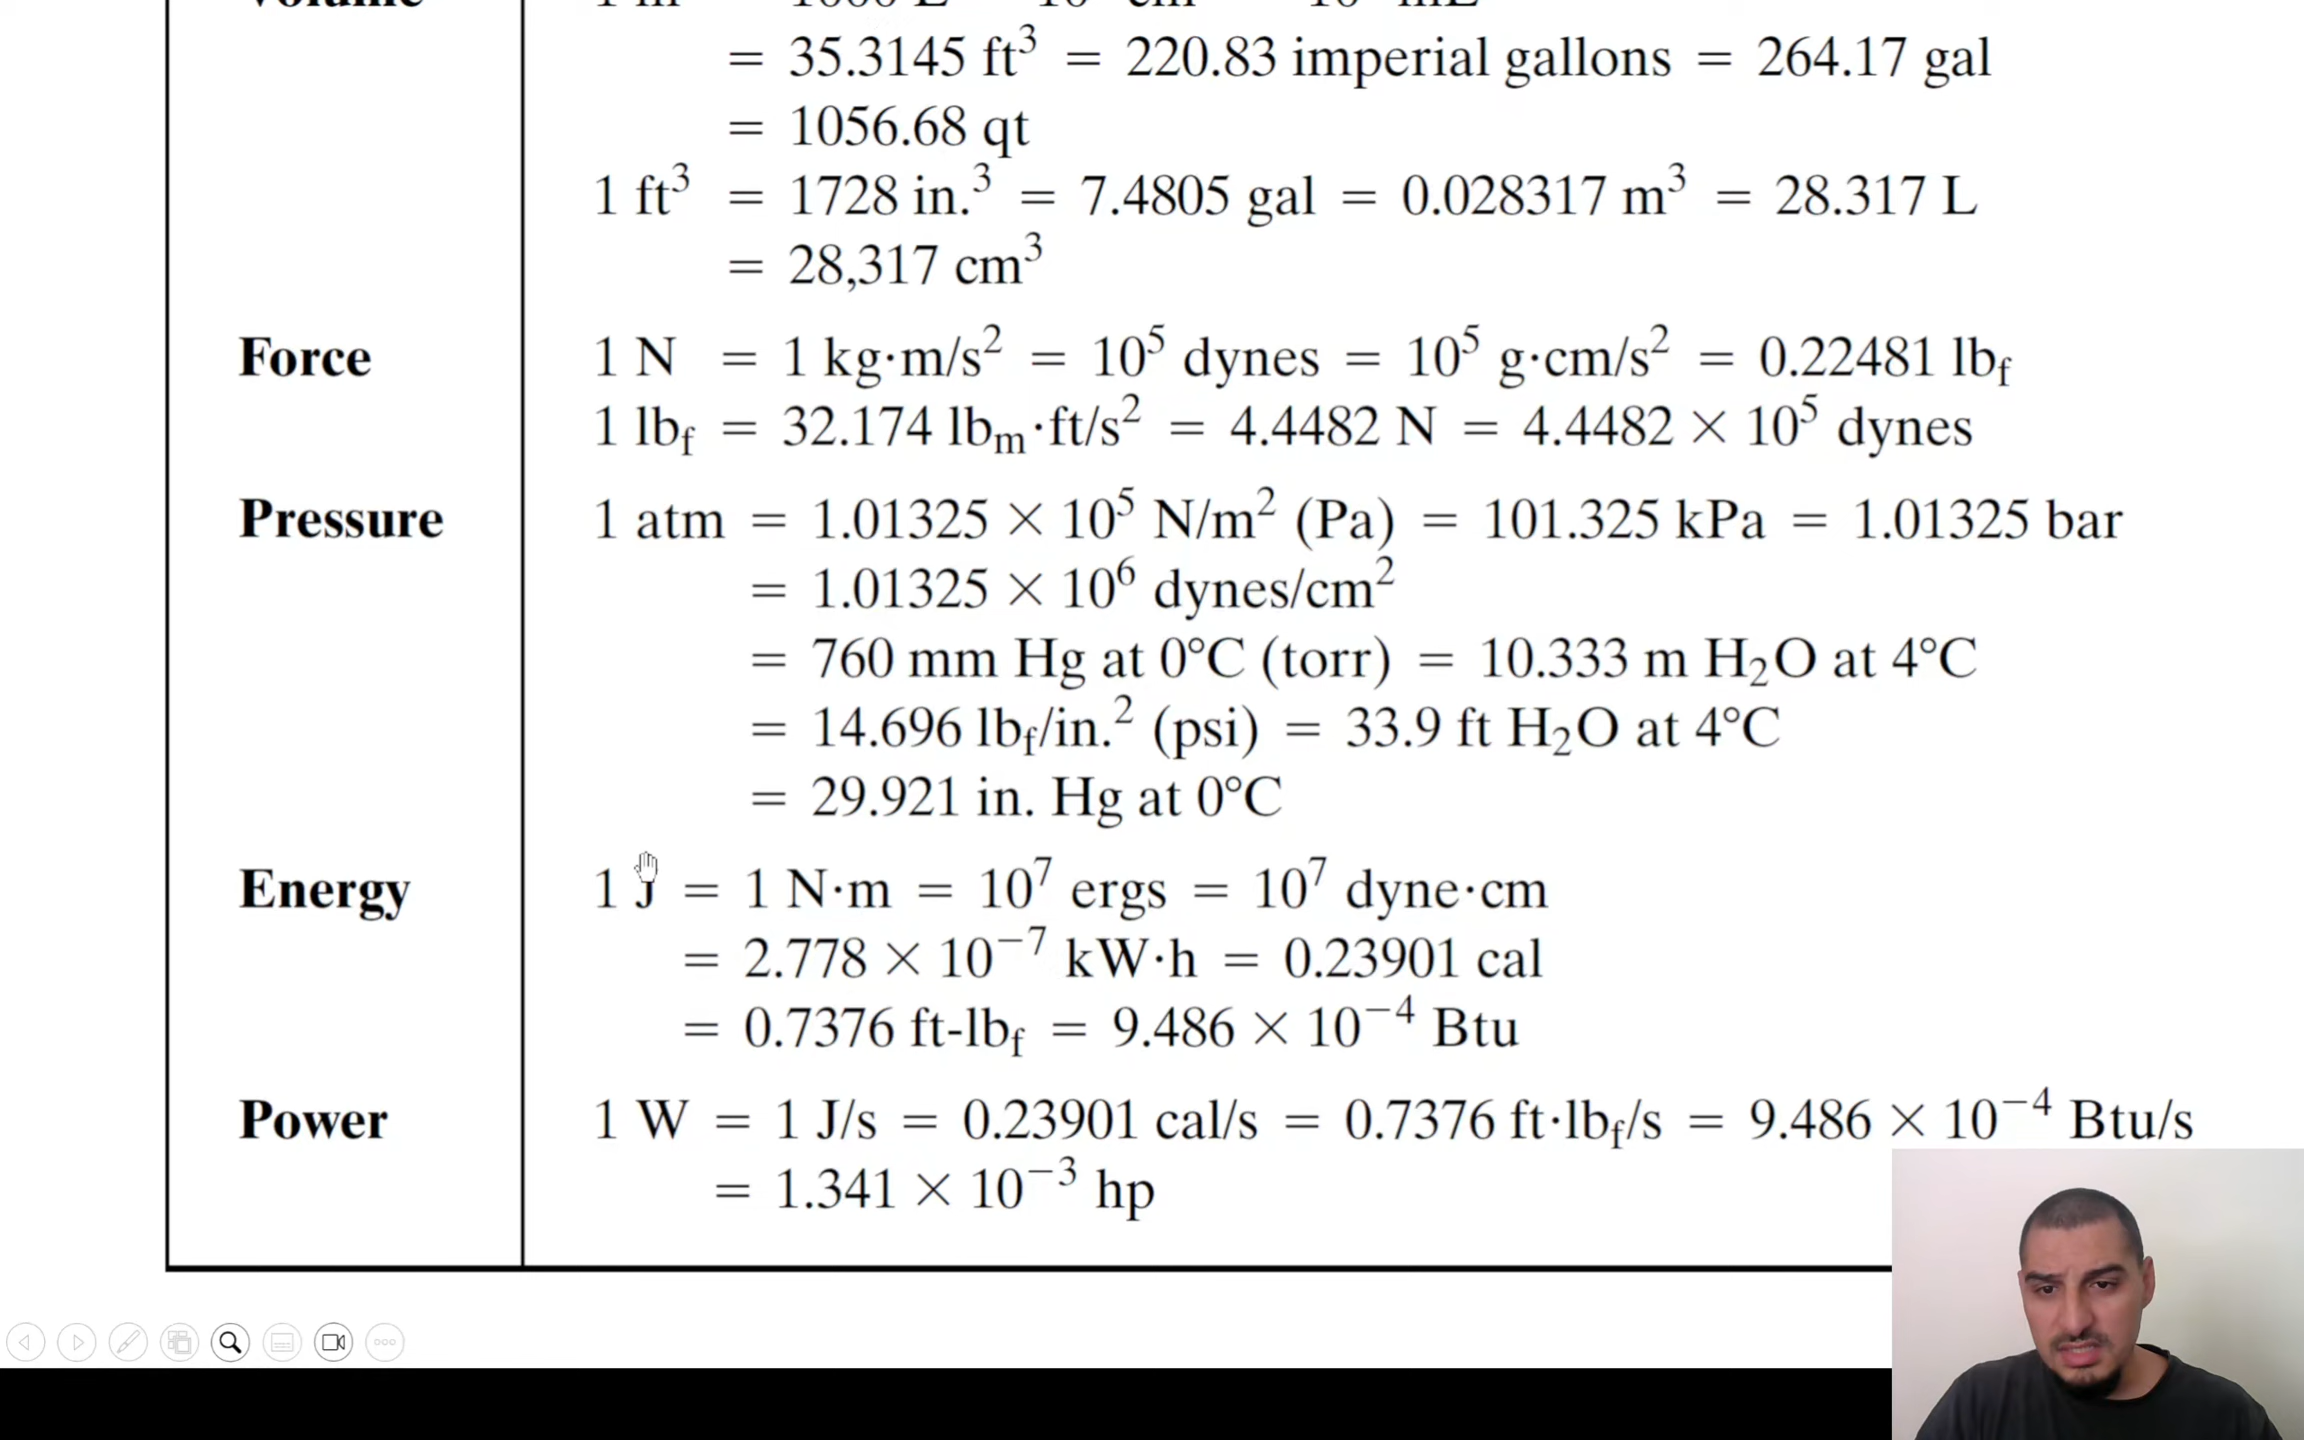 = 35.3145 ft³ = 220.83 imperial gallons = 264.17 gal
= 1056.68 qt
1 ft³ = 1728 in.³ = 7.4805 gal = 0.028317 m³ = 28.317 L
= 28,317 cm³
Force 1 N = 1 kg·m/s² = 10⁵ dynes = 10⁵ g·cm/s² = 0.22481 lb_f
1 lb_f = 32.174 lb_m·ft/s² = 4.4482 N = 4.4482 × 10⁵ dynes
Pressure 1 atm = 1.01325 × 10⁵ N/m² (Pa) = 101.325 kPa = 1.01325 bar
= 1.01325 × 10⁶ dynes/cm²
= 760 mm Hg at 0°C (torr) = 10.333 m H₂O at 4°C
= 14.696 lb_f/in.² (psi) = 33.9 ft H₂O at 4°C
= 29.921 in. Hg at 0°C
Energy 1 J = 1 N·m = 10⁷ ergs = 10⁷ dyne·cm
= 2.778 × 10⁻⁷ kW·h = 0.23901 cal
= 0.7376 ft-lb_f = 9.486 × 10⁻⁴ Btu
Power 1 W = 1 J/s = 0.23901 cal/s = 0.7376 ft·lb_f/s = 9.486 × 10⁻⁴ Btu/s
= 1.341 × 10⁻³ hp